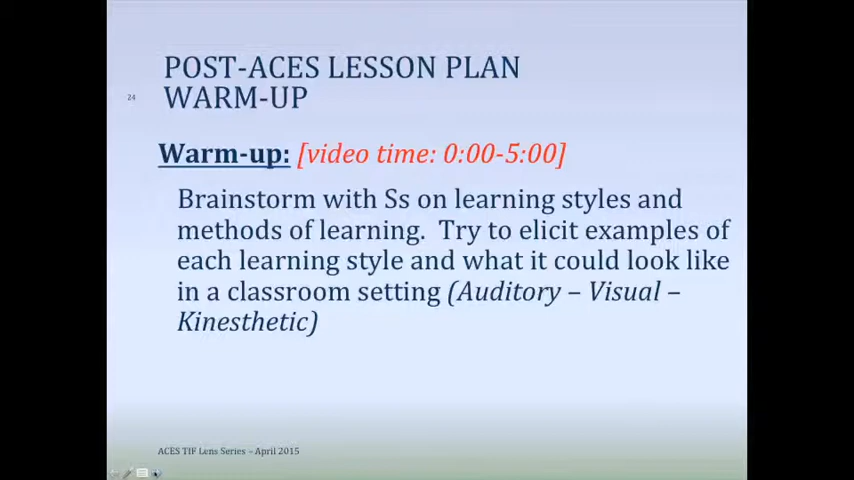 POST-ACES LESSON PLAN
24
WARM-UP
Warm-up: [video time: 0:00-5:00]
Brainstorm with Ss on learning styles and
methods of learning.  Try to elicit examples of
each learning style and what it could look like
in a classroom setting (Auditory – Visual –
Kinesthetic)
ACES TIF Lens Series – April 2015